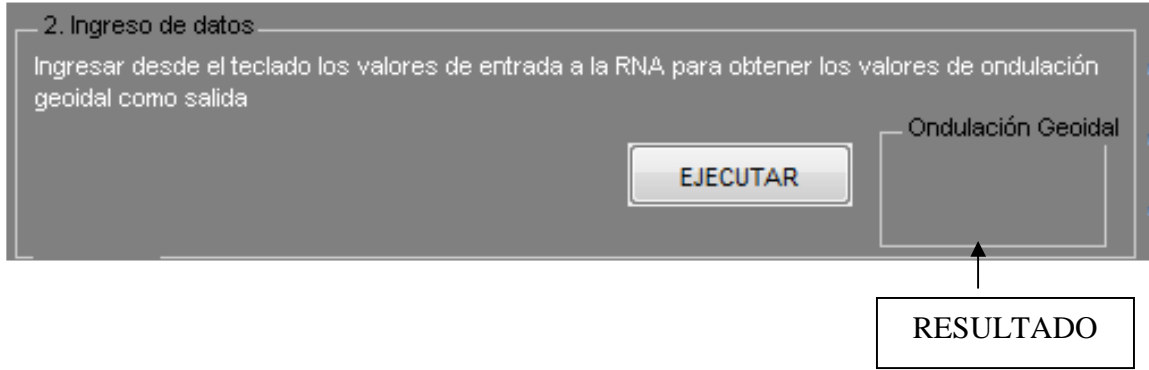 2. Ingreso de datos
Ingresar desde el teclado los valores de entrada a la RNA para obtener los valores de ondulación
geoidal como salida
Ondulación Geoidal
EJECUTAR
RESULTADO